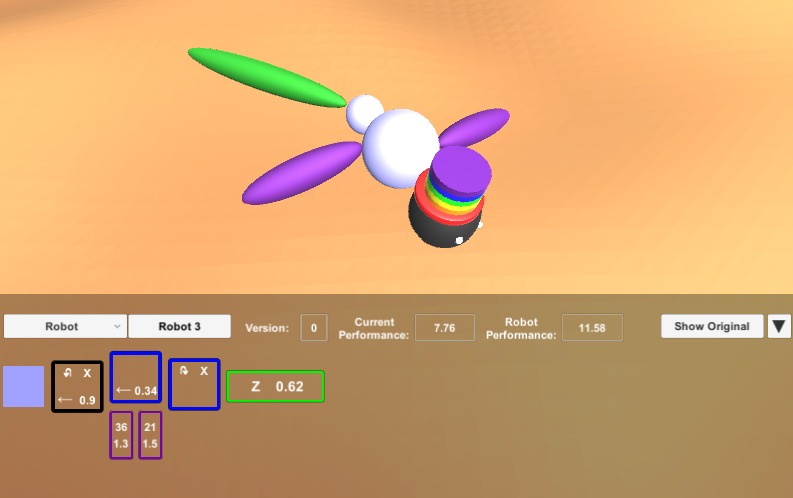 Robot
Robot 3
Version:
0
Current
Performance:
7.76
Robot
Performance:
11.58
Show Original
X
← 0.9
← 0.34
X
Z 0.62
36
1.3
21
1.5